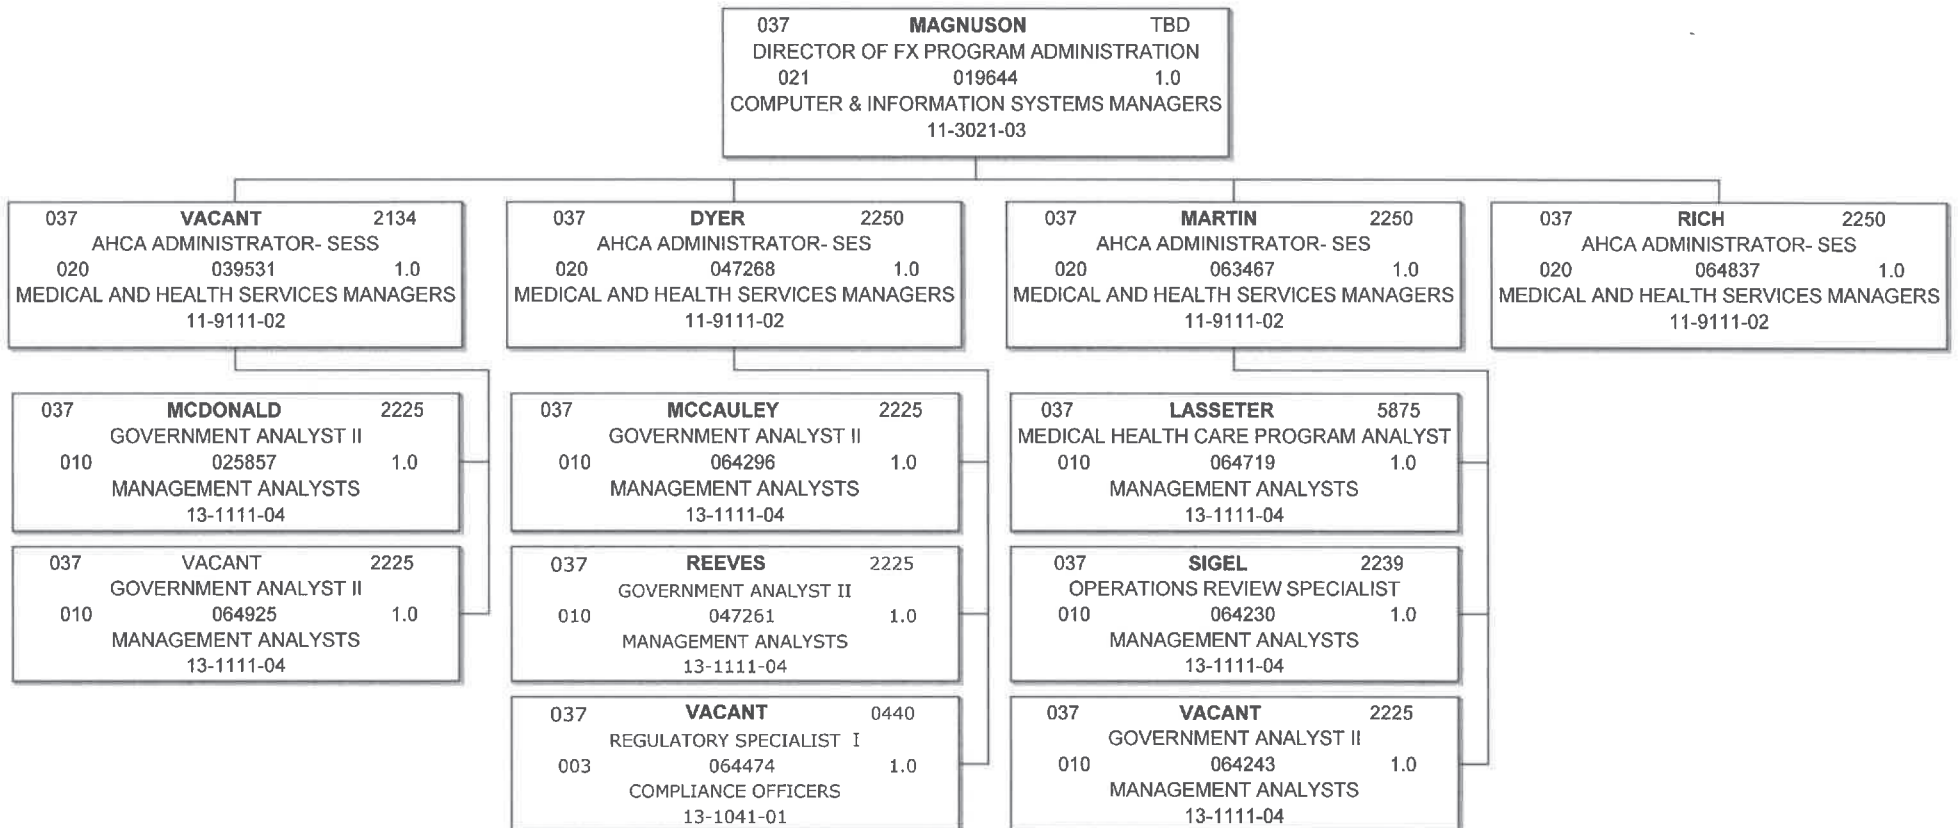 037 MAGNUSON TBD
DIRECTOR OF FX PROGRAM ADMINISTRATION
021 019644 1.0
COMPUTER & INFORMATION SYSTEMS MANAGERS
11-3021-03
037 VACANT 2134
AHCA ADMINISTRATOR- SESS
020 039531 1.0
MEDICAL AND HEALTH SERVICES MANAGERS
11-9111-02
037 DYER 2250
AHCA ADMINISTRATOR- SES
020 047268 1.0
MEDICAL AND HEALTH SERVICES MANAGERS
11-9111-02
037 MARTIN 2250
AHCA ADMINISTRATOR- SES
020 063467 1.0
MEDICAL AND HEALTH SERVICES MANAGERS
11-9111-02
037 RICH 2250
AHCA ADMINISTRATOR- SES
020 064837 1.0
MEDICAL AND HEALTH SERVICES MANAGERS
11-9111-02
037 MCDONALD 2225
GOVERNMENT ANALYST II
010 025857 1.0
MANAGEMENT ANALYSTS
13-1111-04
037 VACANT 2225
GOVERNMENT ANALYST II
010 064925 1.0
MANAGEMENT ANALYSTS
13-1111-04
037 MCCAULEY 2225
GOVERNMENT ANALYST II
010 064296 1.0
MANAGEMENT ANALYSTS
13-1111-04
037 REEVES 2225
GOVERNMENT ANALYST II
010 047261 1.0
MANAGEMENT ANALYSTS
13-1111-04
037 VACANT 0440
REGULATORY SPECIALIST I
003 064474 1.0
COMPLIANCE OFFICERS
13-1041-01
037 LASSETER 5875
MEDICAL HEALTH CARE PROGRAM ANALYST
010 064719 1.0
MANAGEMENT ANALYSTS
13-1111-04
037 SIGEL 2239
OPERATIONS REVIEW SPECIALIST
010 064230 1.0
MANAGEMENT ANALYSTS
13-1111-04
037 VACANT 2225
GOVERNMENT ANALYST II
010 064243 1.0
MANAGEMENT ANALYSTS
13-1111-04